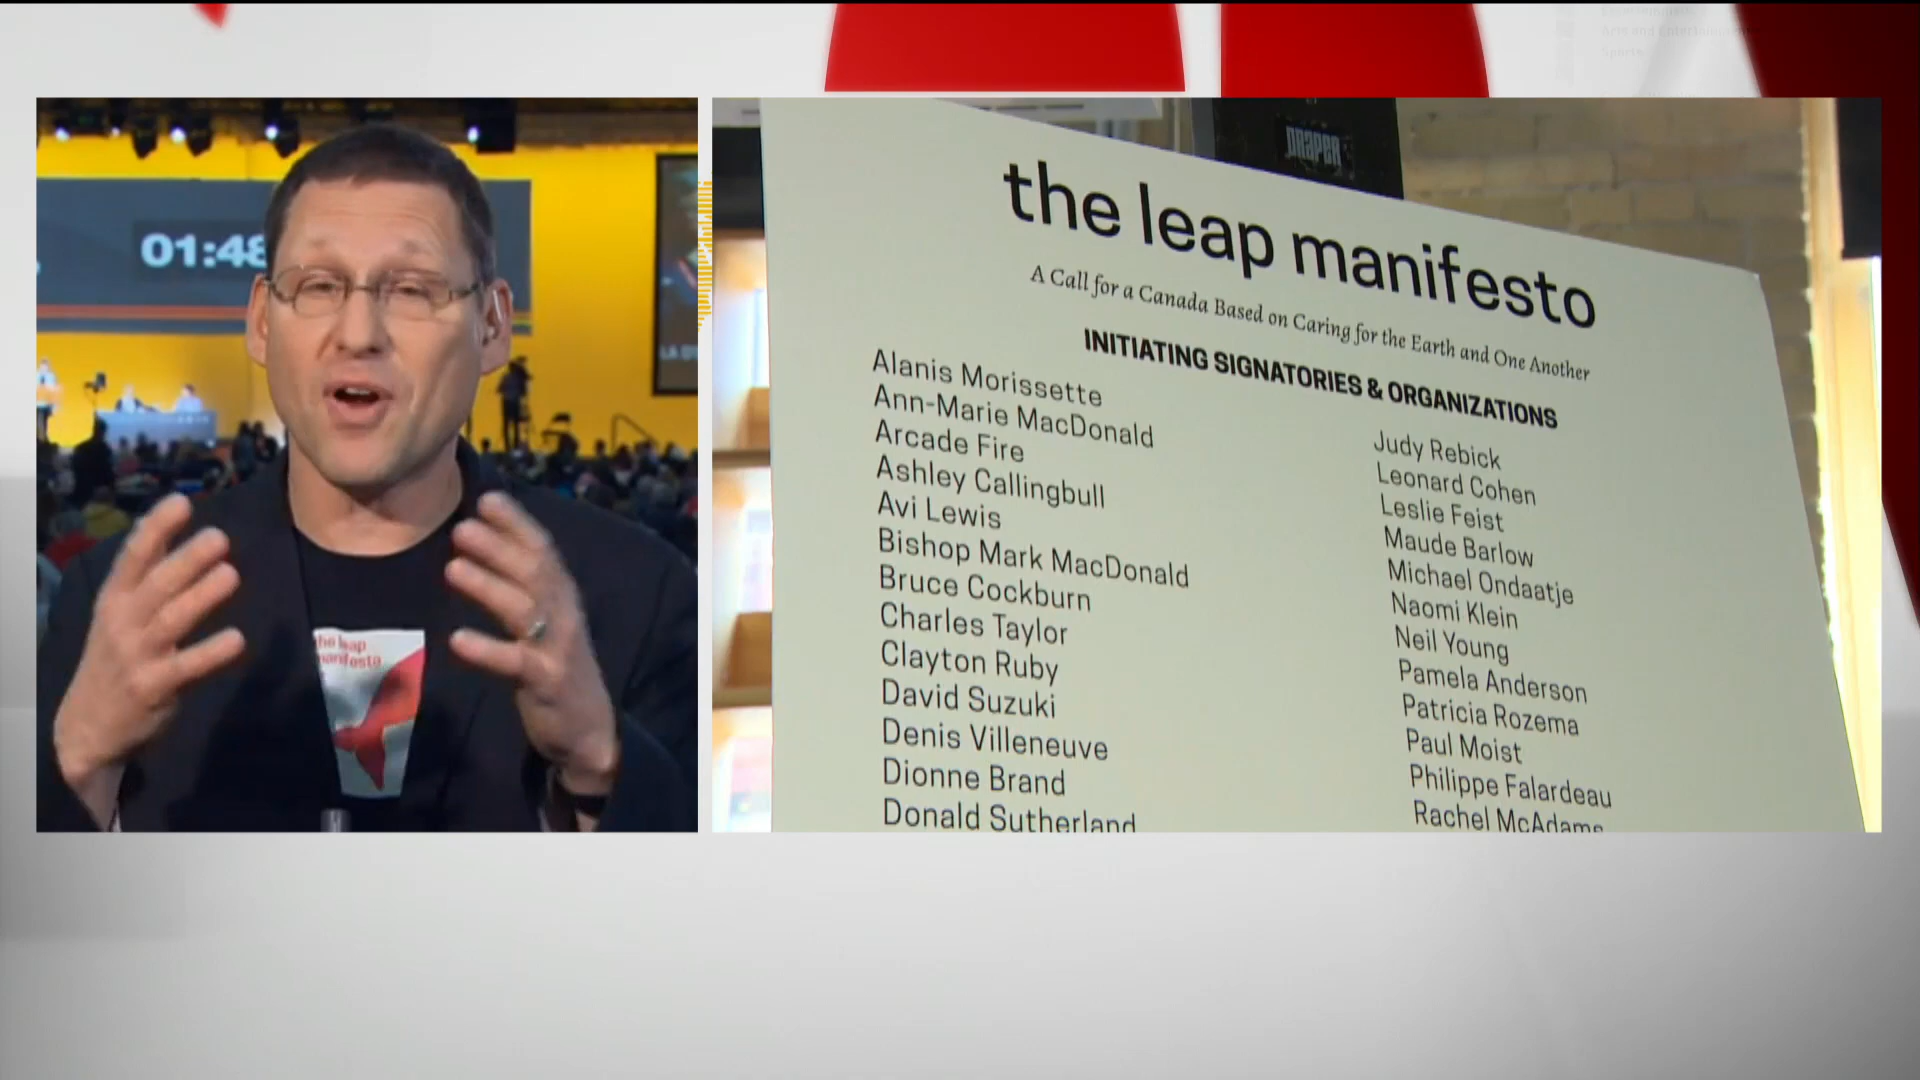 01:48
the leap
manifesto
DRAPER
the leap manifesto
A Call for a Canada Based on Caring for the Earth and One Another
INITIATING SIGNATORIES & ORGANIZATIONS
Alanis Morissette
Ann-Marie MacDonald
Arcade Fire
Ashley Callingbull
Avi Lewis
Bishop Mark MacDonald
Bruce Cockburn
Charles Taylor
Clayton Ruby
David Suzuki
Denis Villeneuve
Dionne Brand
Donald Sutherland
Judy Rebick
Leonard Cohen
Leslie Feist
Maude Barlow
Michael Ondaatje
Naomi Klein
Neil Young
Pamela Anderson
Patricia Rozema
Paul Moist
Philippe Falardeau
Rachel McAdams